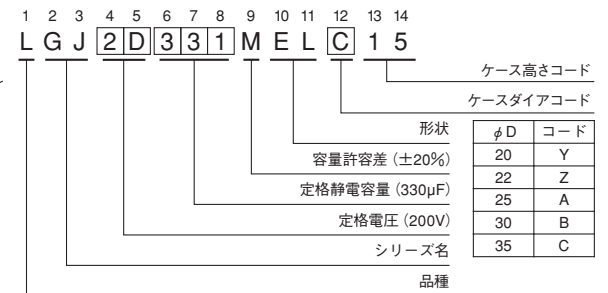 1 2 3 4 5 6 7 8 9 10 11 12 13 14
L G J 2 D 3 3 1 M E L C 1 5
ケース高さコード
ケースダイアコード
形状
容量許容差 (±20%)
定格静電容量 (330μF)
定格電圧 (200V)
シリーズ名
品種
φD コード
20 Y
22 Z
25 A
30 B
35 C